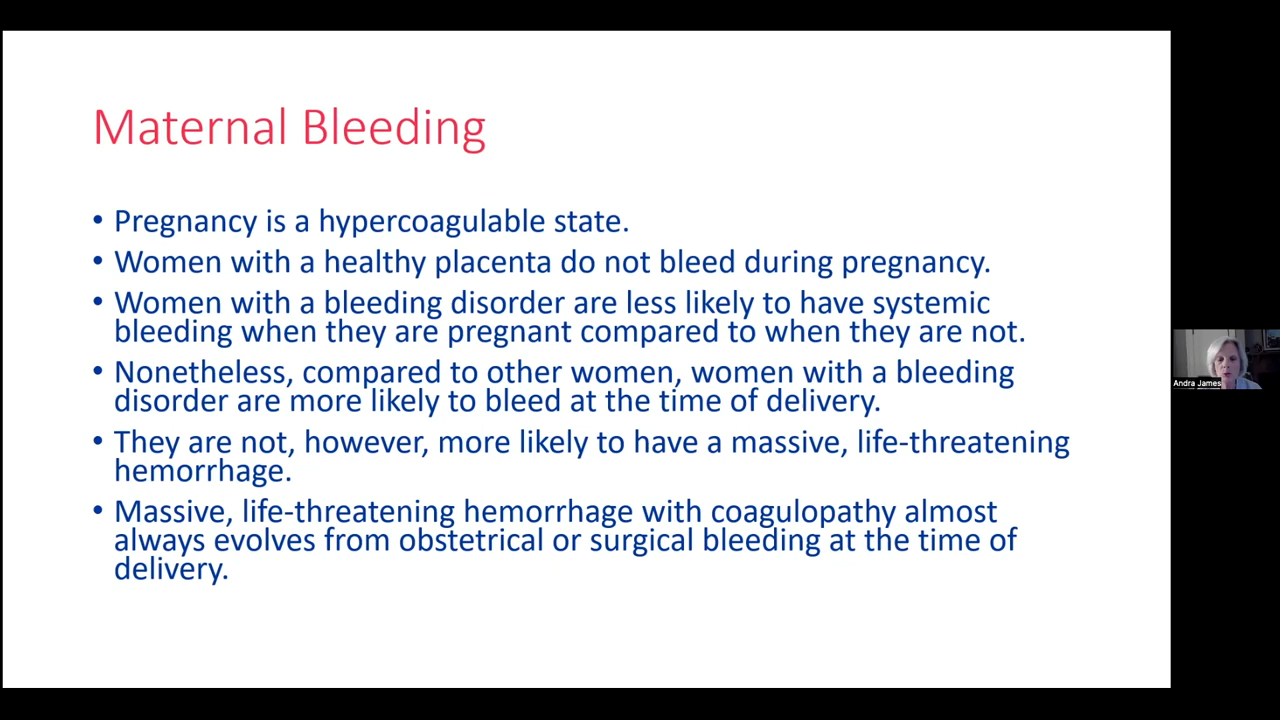 Maternal Bleeding
• Pregnancy is a hypercoagulable state.
• Women with a healthy placenta do not bleed during pregnancy.
• Women with a bleeding disorder are less likely to have systemic
bleeding when they are pregnant compared to when they are not.
• Nonetheless, compared to other women, women with a bleeding
disorder are more likely to bleed at the time of delivery.
• They are not, however, more likely to have a massive, life-threatening
hemorrhage.
• Massive, life-threatening hemorrhage with coagulopathy almost
always evolves from obstetrical or surgical bleeding at the time of
delivery.
Andra James